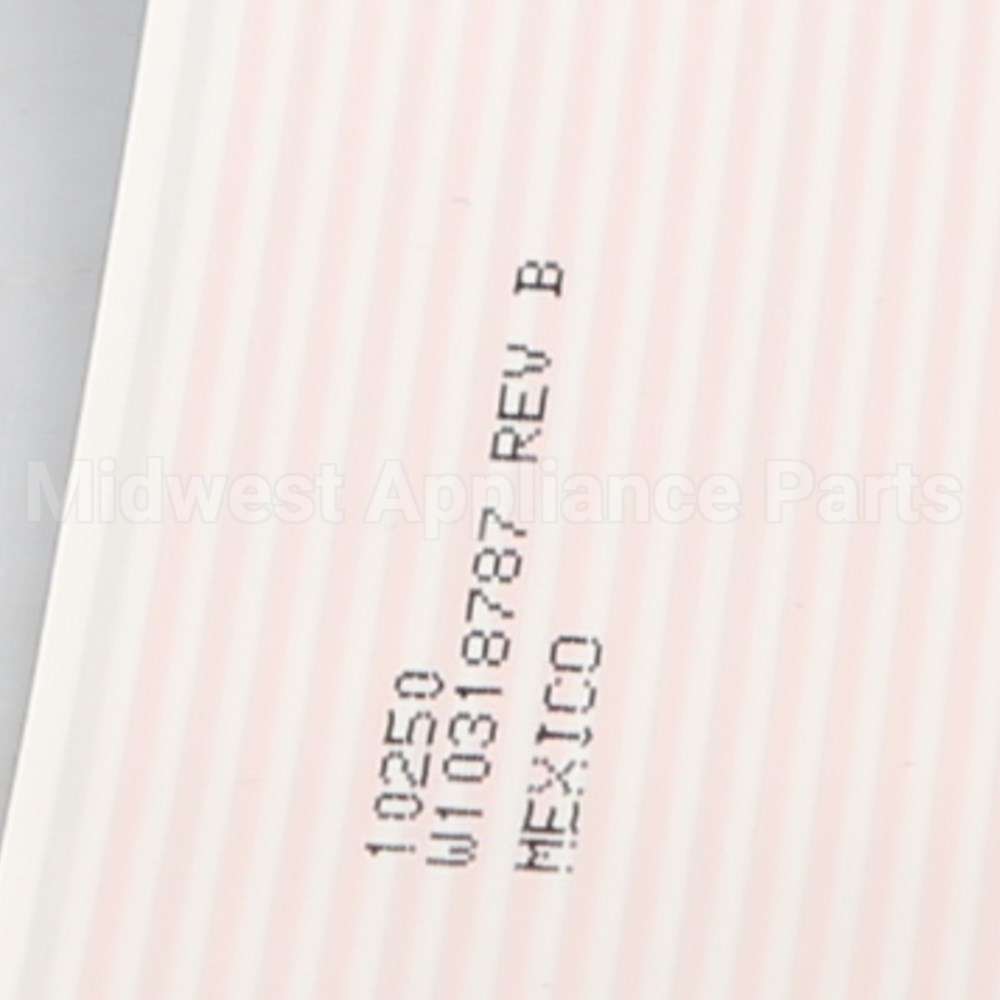 10250
W10318787 REV B
MEXICO
Midwest Appliance Parts